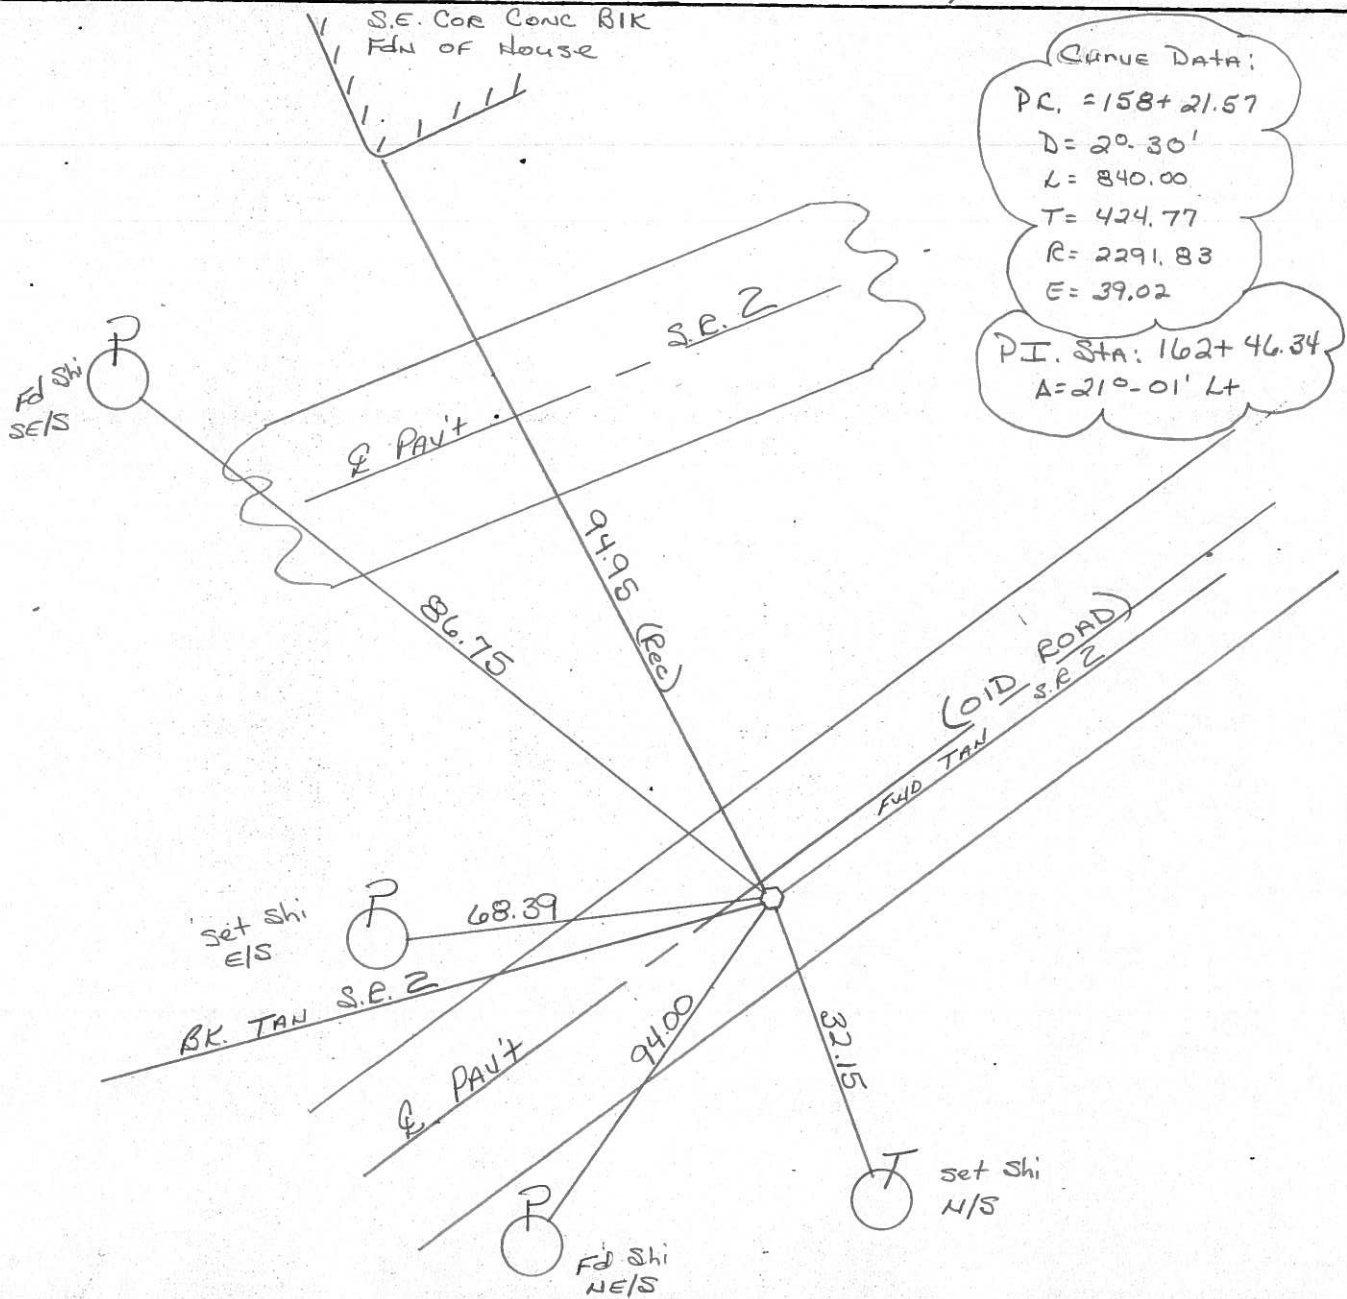 S.E. COR CONC BlK
FdN OF House
Curve Data:
P.C. = 158+21.57
D = 2°-30'
L = 840.00
T = 424.77
R = 2291.83
E = 39.02
P.I. Sta: 162+46.34
Δ = 21°-01' Lt
P
Fd Shi
SE/S
S.R. 2
℄ PAV't
94.95 (Rec)
86.75
(OlD ROAD)
S.R. 2
FWD TAN
P
set shi
E/S
68.39
BK. TAN S.R. 2
℄ PAV't
94.00
32.15
P
F'd Shi
NE/S
T
set shi
N/S